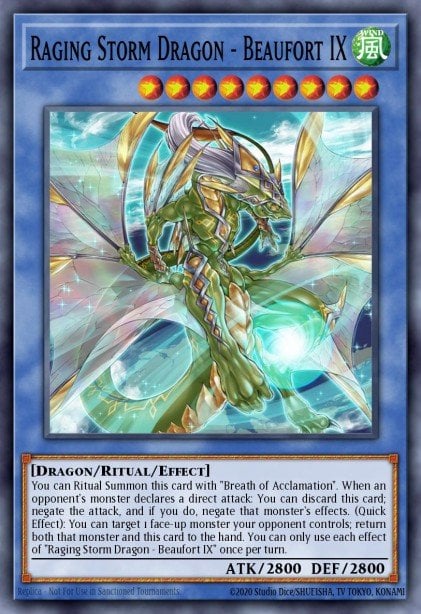 Raging Storm Dragon - Beaufort IX
WIND
風
[Dragon/Ritual/Effect]
You can Ritual Summon this card with "Breath of Acclamation". When an
opponent's monster declares a direct attack: You can discard this card;
negate the attack, and if you do, negate that monster's effects. (Quick
Effect): You can target 1 face-up monster your opponent controls; return
both that monster and this card to the hand. You can only use each effect
of "Raging Storm Dragon - Beaufort IX" once per turn.
ATK/2800 DEF/2800
Replica - Not For Use in Sanctioned Tournaments.
©2020 Studio Dice/SHUEISHA, TV TOKYO, KONAMI